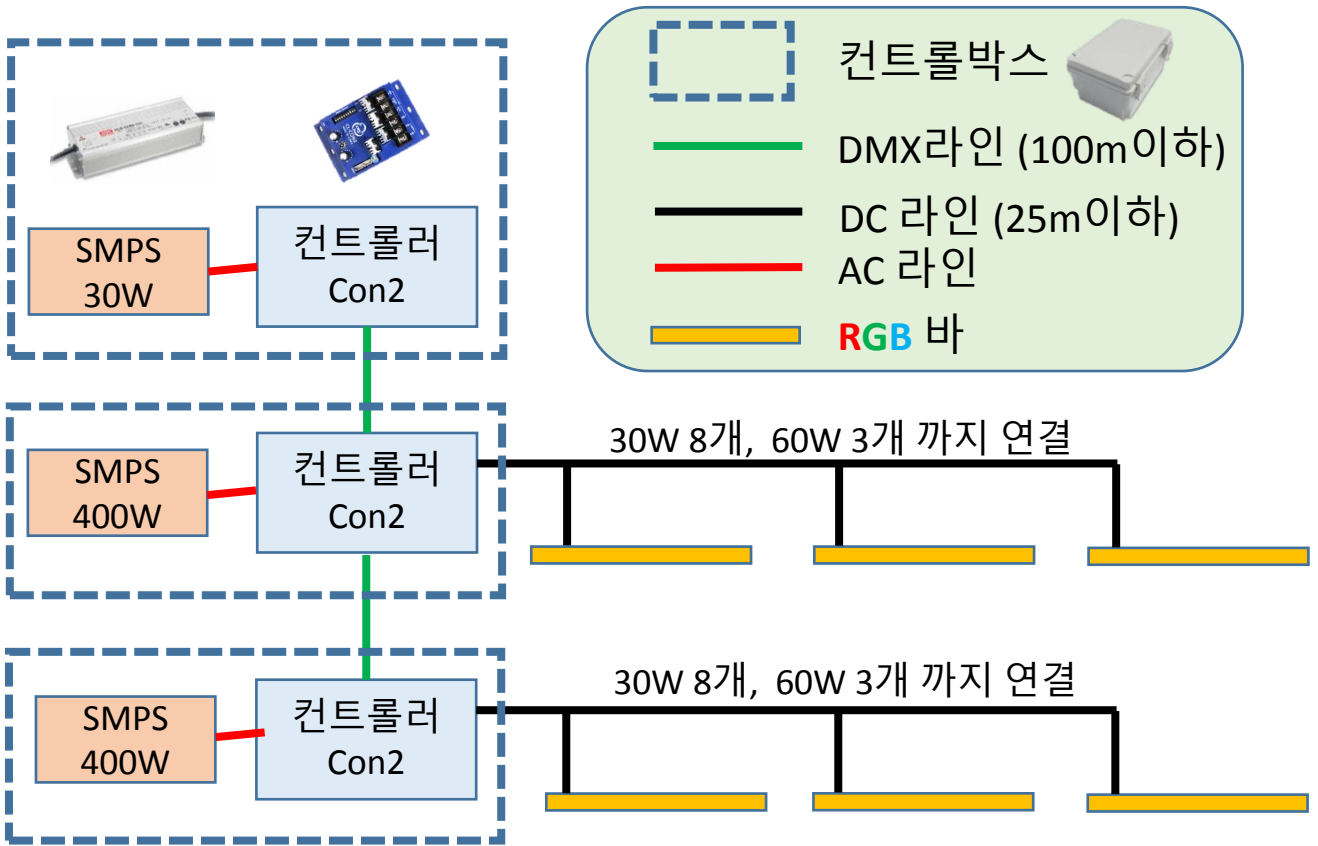 컨트롤박스
DMX라인 (100m이하)
DC 라인 (25m이하)
AC 라인
RGB 바
SMPS
30W
컨트롤러
Con2
30W 8개, 60W 3개 까지 연결
SMPS
400W
컨트롤러
Con2
30W 8개, 60W 3개 까지 연결
SMPS
400W
컨트롤러
Con2